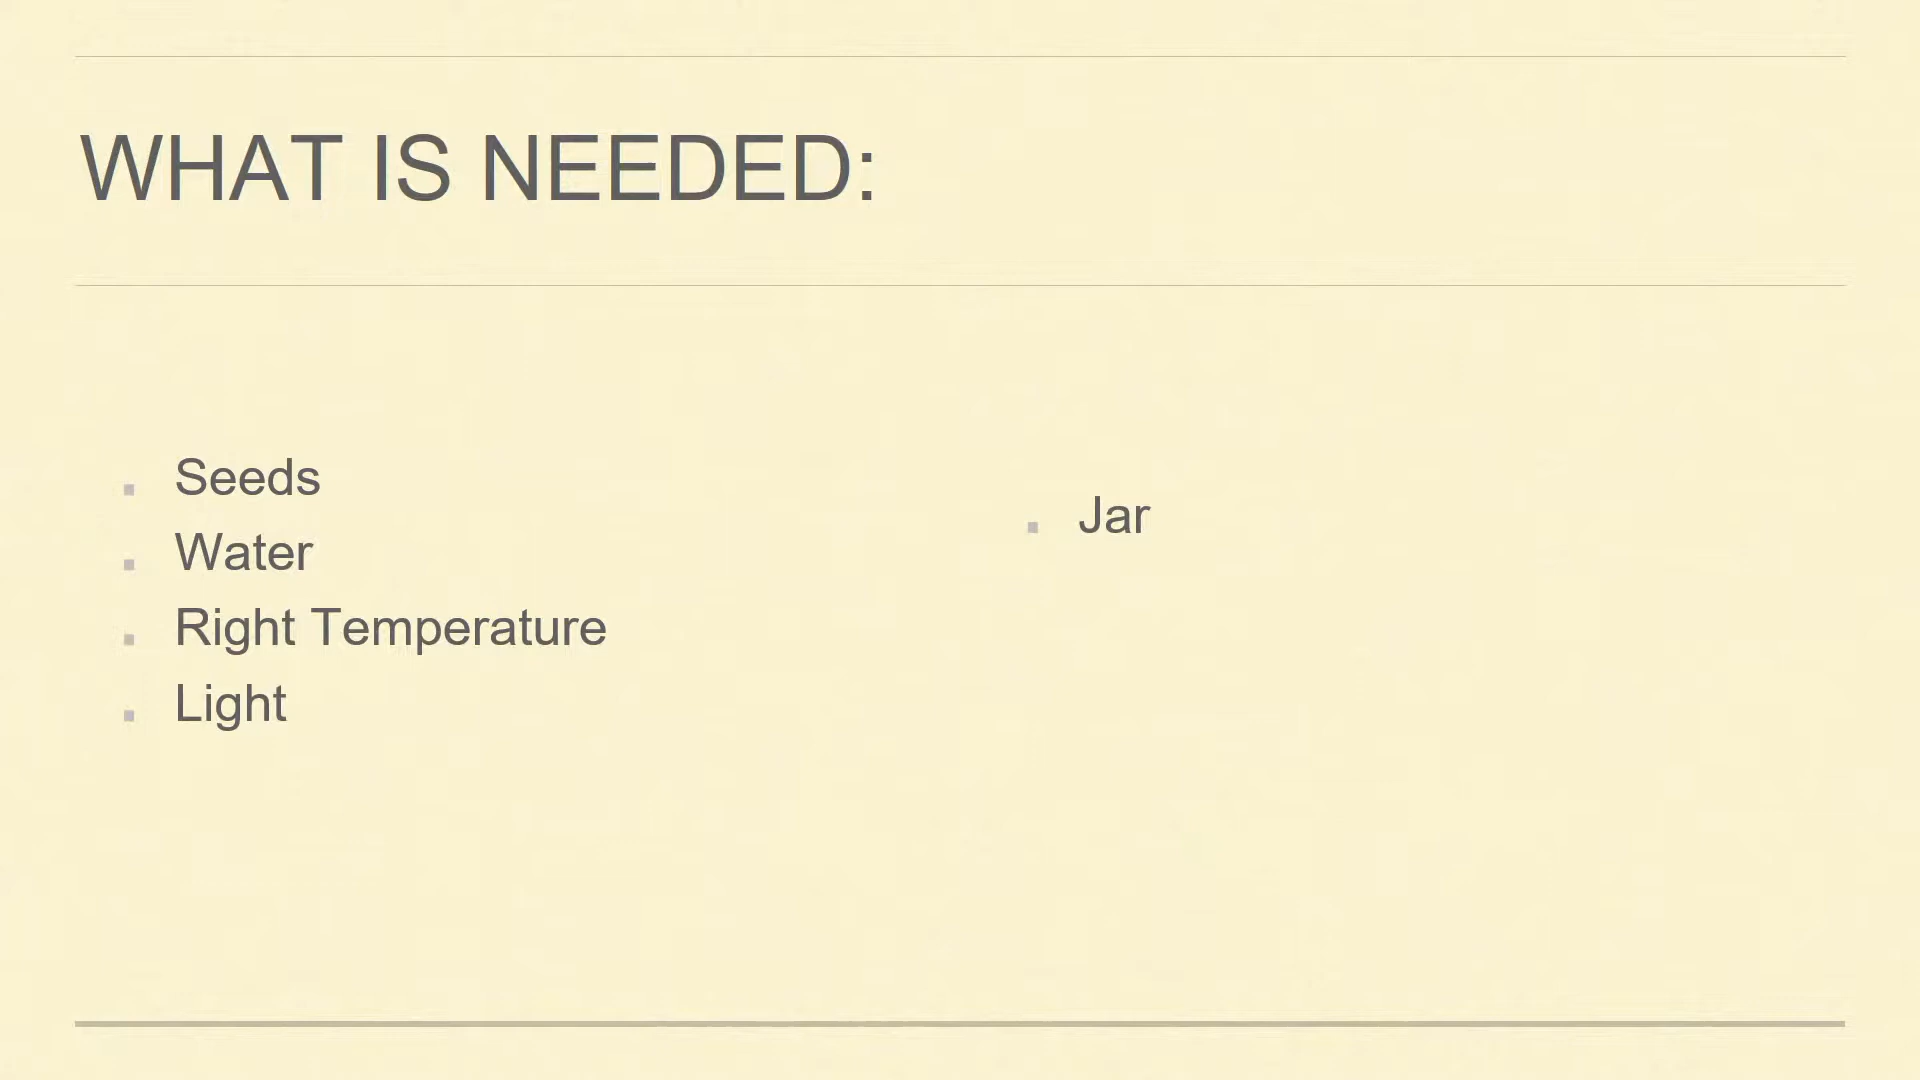 WHAT IS NEEDED:
Seeds
Water
Right Temperature
Light
Jar